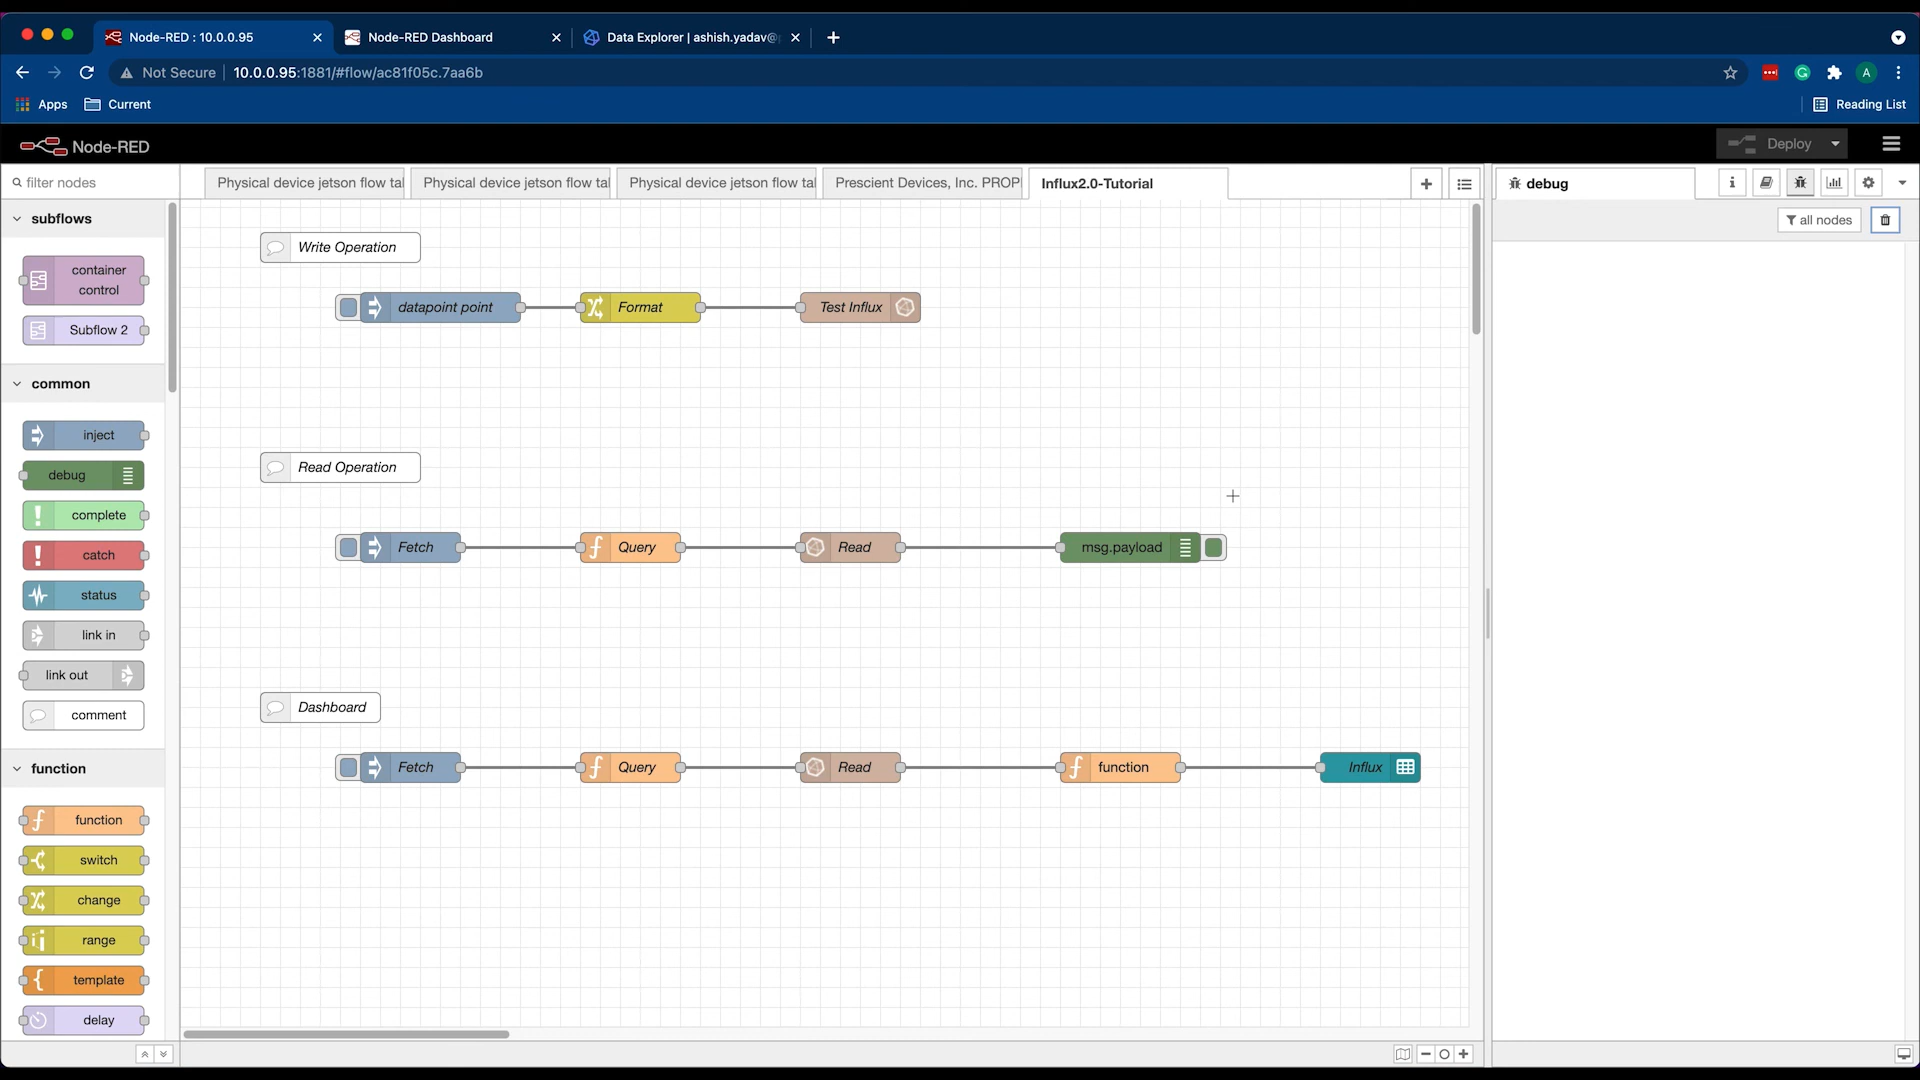 Node-RED : 10.0.0.95
Node-RED Dashboard
Data Explorer | ashish.yadav@
Not Secure
10.0.0.95:1881/#flow/ac81f05c.7aa6b
A
Apps
Current
Reading List
Node-RED
Deploy
filter nodes
Physical device jetson flow tal
Physical device jetson flow tal
Physical device jetson flow tal
Prescient Devices, Inc. PROP
Influx2.0-Tutorial
debug
all nodes
subflows
container
control
Subflow 2
common
inject
debug
complete
catch
status
link in
link out
comment
function
function
switch
change
range
template
delay
Write Operation
datapoint point
Format
Test Influx
Read Operation
Fetch
Query
Read
msg.payload
Dashboard
Fetch
Query
Read
function
Influx